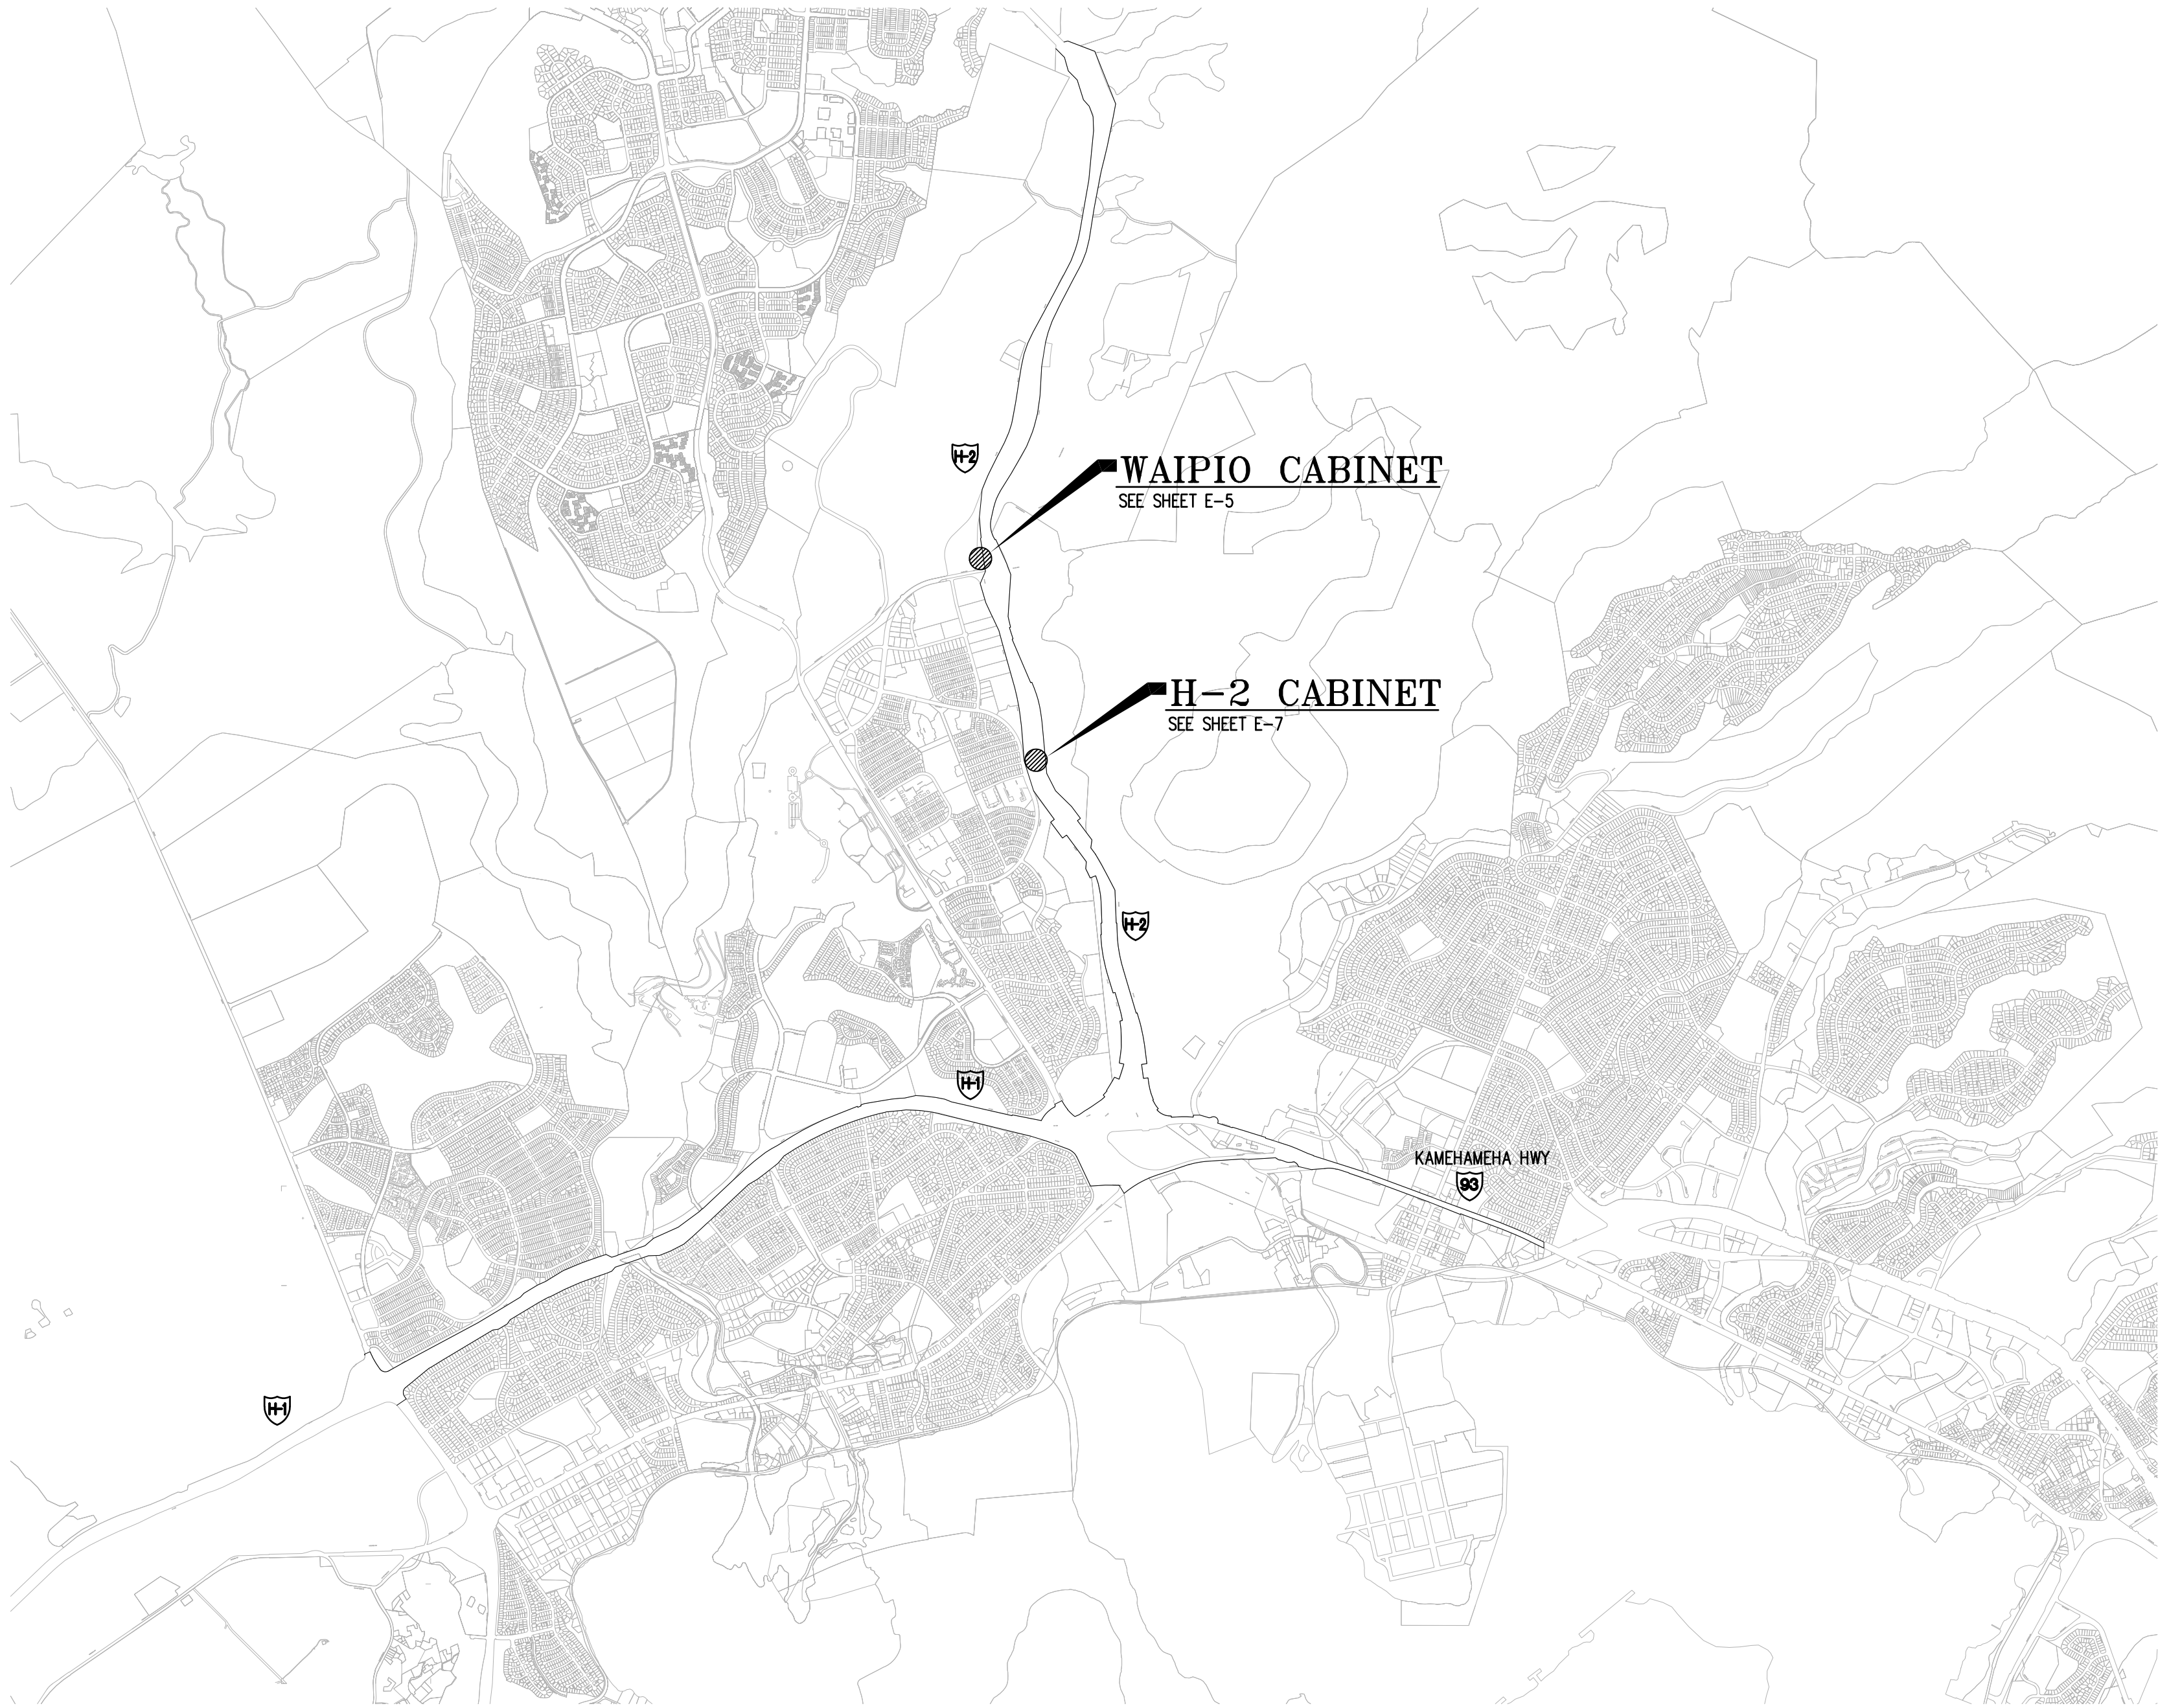 H-2
WAIPIO CABINET
SEE SHEET E-5
H-2 CABINET
SEE SHEET E-7
H-2
H-1
KAMEHAMEHA HWY
93
H-1